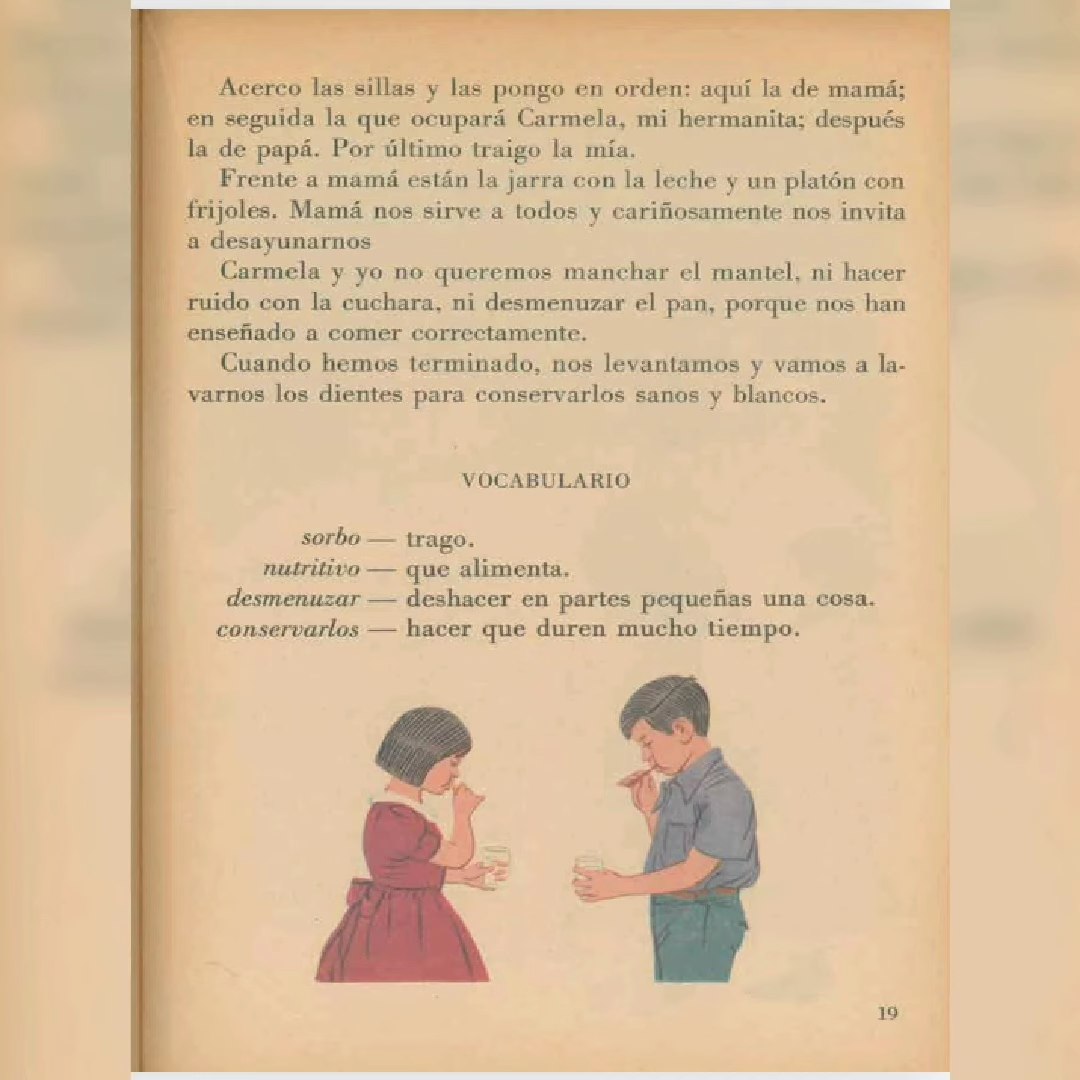 Acerco las sillas y las pongo en orden: aquí la de mamá;
en seguida la que ocupará Carmela, mi hermanita; después
la de papá. Por último traigo la mía.
Frente a mamá están la jarra con la leche y un platón con
frijoles. Mamá nos sirve a todos y cariñosamente nos invita
a desayunarnos
Carmela y yo no queremos manchar el mantel, ni hacer
ruido con la cuchara, ni desmenuzar el pan, porque nos han
enseñado a comer correctamente.
Cuando hemos terminado, nos levantamos y vamos a la-
varnos los dientes para conservarlos sanos y blancos.
VOCABULARIO
sorbo — trago.
nutritivo — que alimenta.
desmenuzar — deshacer en partes pequeñas una cosa.
conservarlos — hacer que duren mucho tiempo.
19